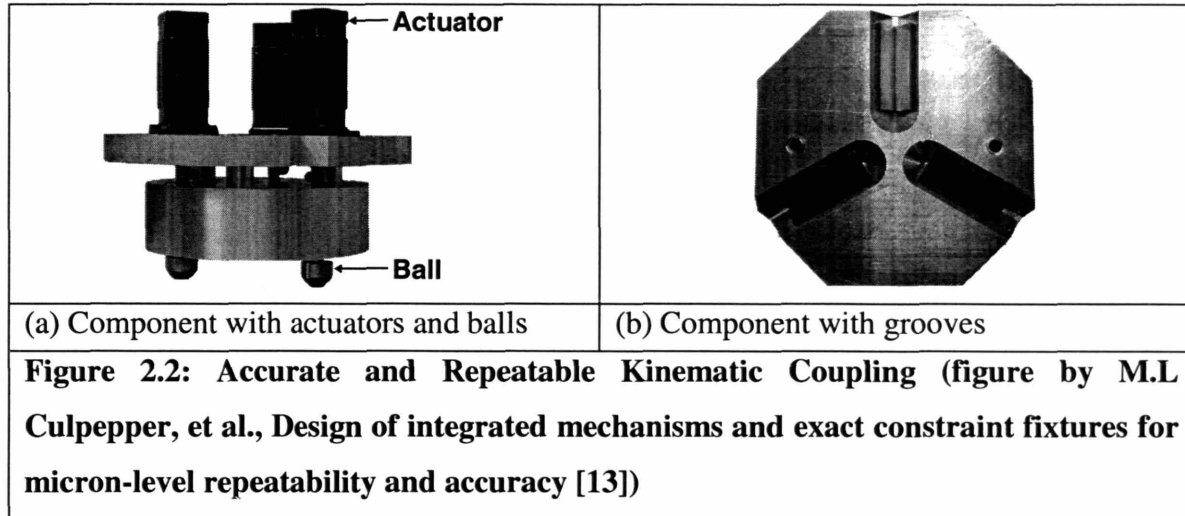 Actuator
Ball
(a) Component with actuators and balls
(b) Component with grooves
Figure 2.2: Accurate and Repeatable Kinematic Coupling (figure by M.L
Culpepper, et al., Design of integrated mechanisms and exact constraint fixtures for
micron-level repeatability and accuracy [13])